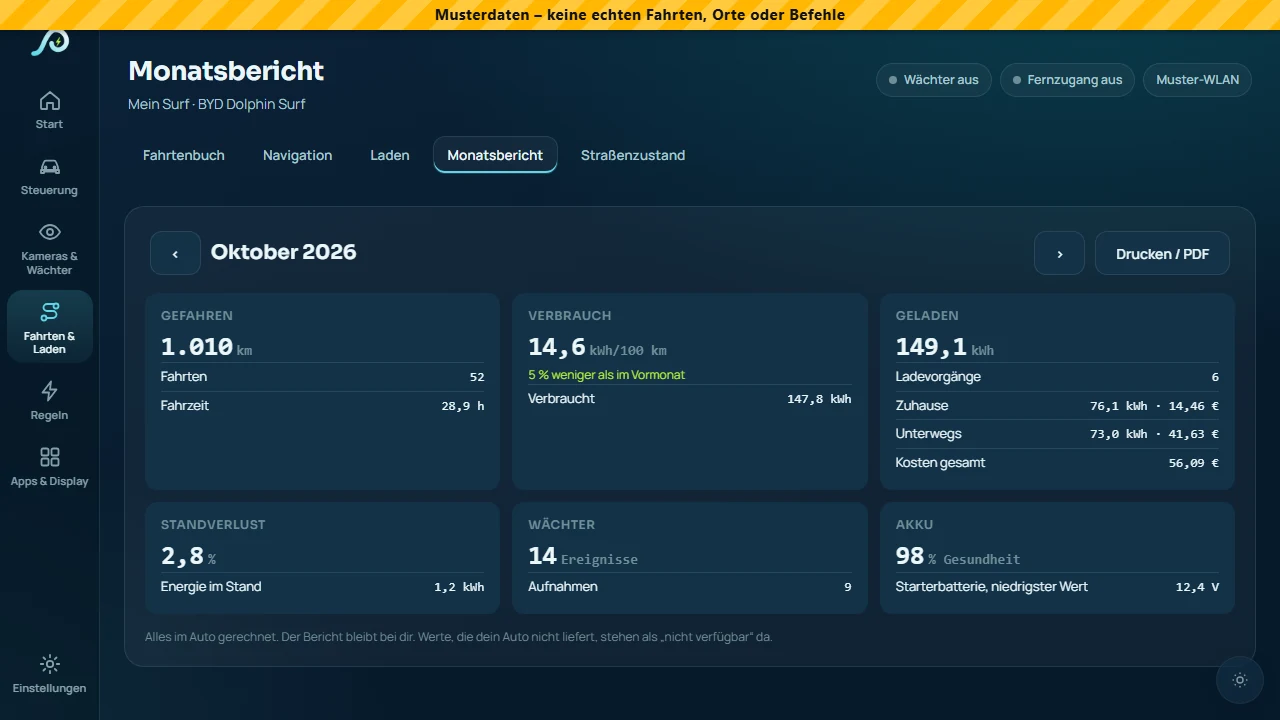 Musterdaten – keine echten Fahrten, Orte oder Befehle
Monatsbericht
Mein Surf · BYD Dolphin Surf
Wächter aus
Fernzugang aus
Muster-WLAN
Start
Steuerung
Kameras &
Wächter
Fahrten &
Laden
Regeln
Apps & Display
Einstellungen
Fahrtenbuch
Navigation
Laden
Monatsbericht
Straßenzustand
‹
Oktober 2026
›
Drucken / PDF
GEFAHREN
1.010 km
Fahrten 52
Fahrzeit 28,9 h
VERBRAUCH
14,6 kWh/100 km
5 % weniger als im Vormonat
Verbraucht 147,8 kWh
GELADEN
149,1 kWh
Ladevorgänge 6
Zuhause 76,1 kWh · 14,46 €
Unterwegs 73,0 kWh · 41,63 €
Kosten gesamt 56,09 €
STANDVERLUST
2,8 %
Energie im Stand 1,2 kWh
WÄCHTER
14 Ereignisse
Aufnahmen 9
AKKU
98 % Gesundheit
Starterbatterie, niedrigster Wert 12,4 V
Alles im Auto gerechnet. Der Bericht bleibt bei dir. Werte, die dein Auto nicht liefert, stehen als „nicht verfügbar“ da.